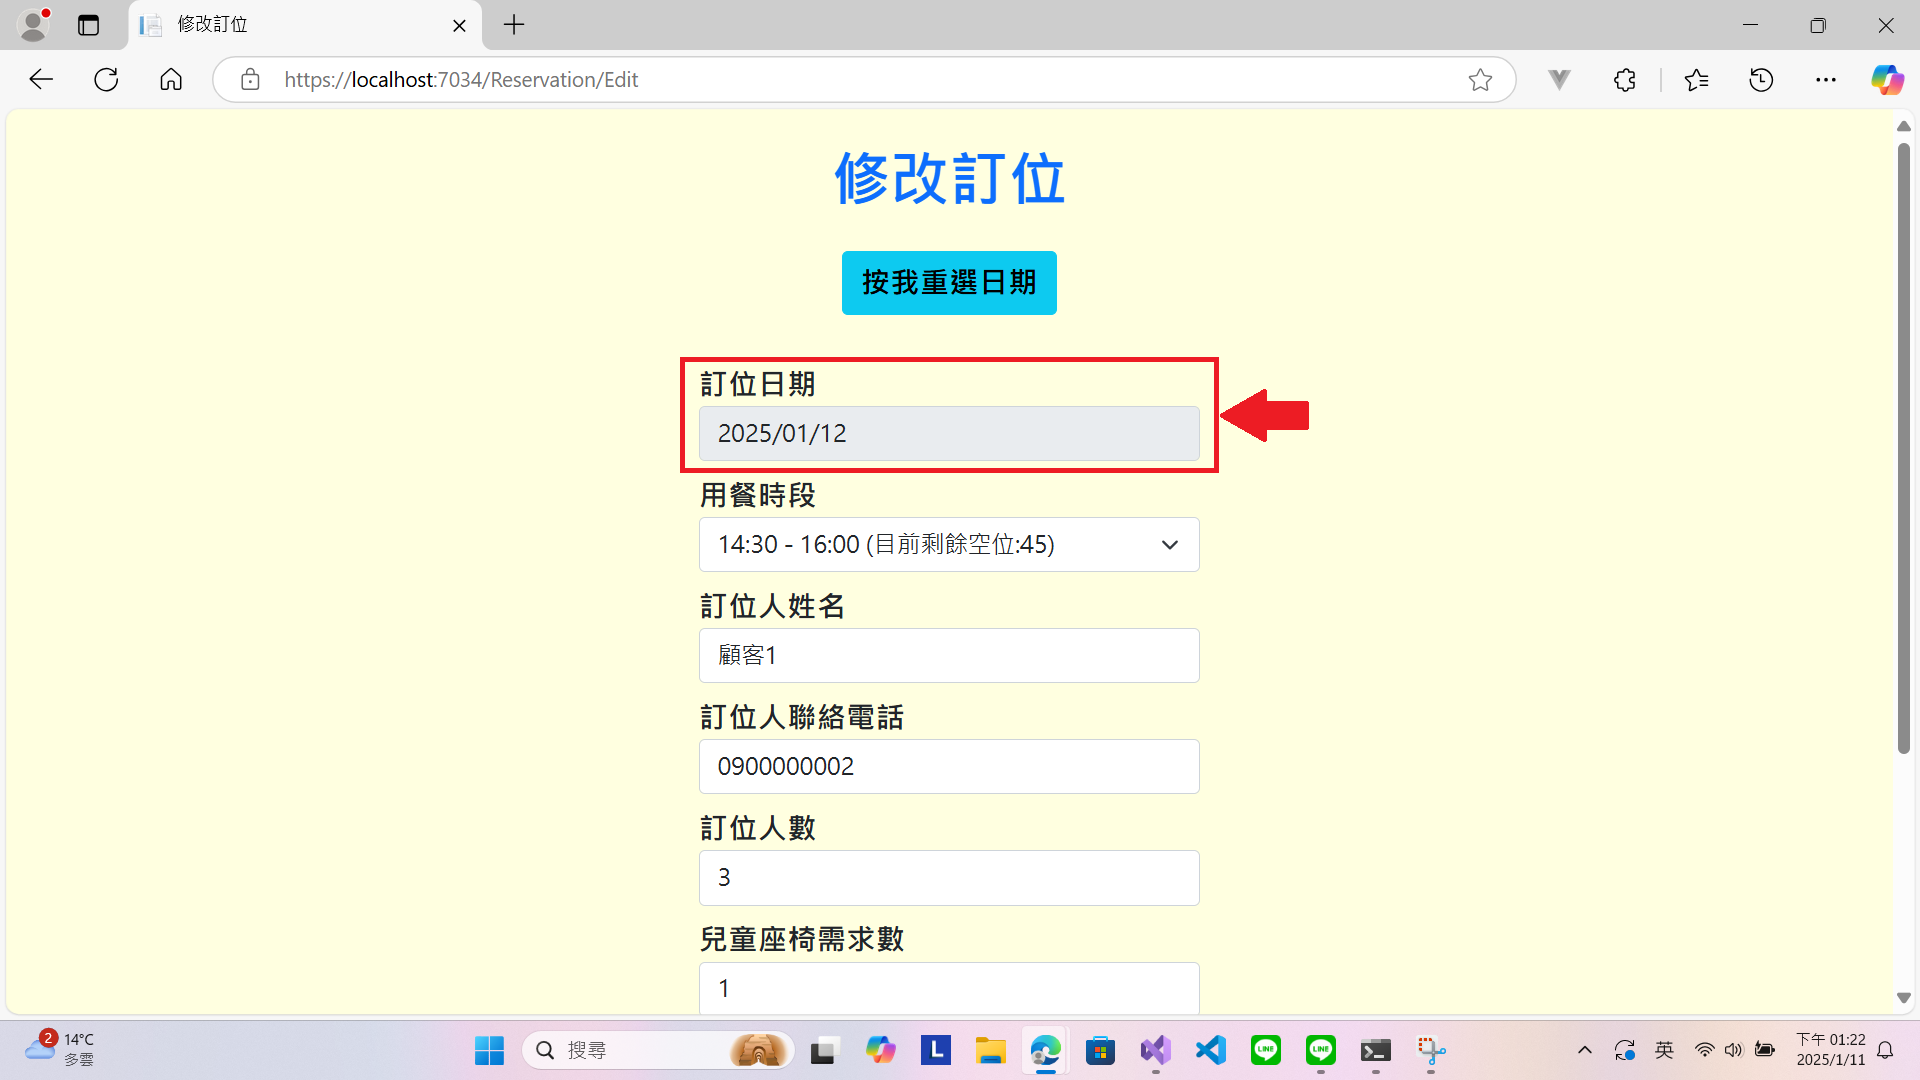 修改訂位
https://localhost:7034/Reservation/Edit
修改訂位
按我重選日期
訂位日期
2025/01/12
用餐時段
14:30 - 16:00 (目前剩餘空位:45)
訂位人姓名
顧客1
訂位人聯絡電話
0900000002
訂位人數
3
兒童座椅需求數
1
2
14°C
多雲
搜尋
L
LINE
LINE
英
下午 01:22
2025/1/11